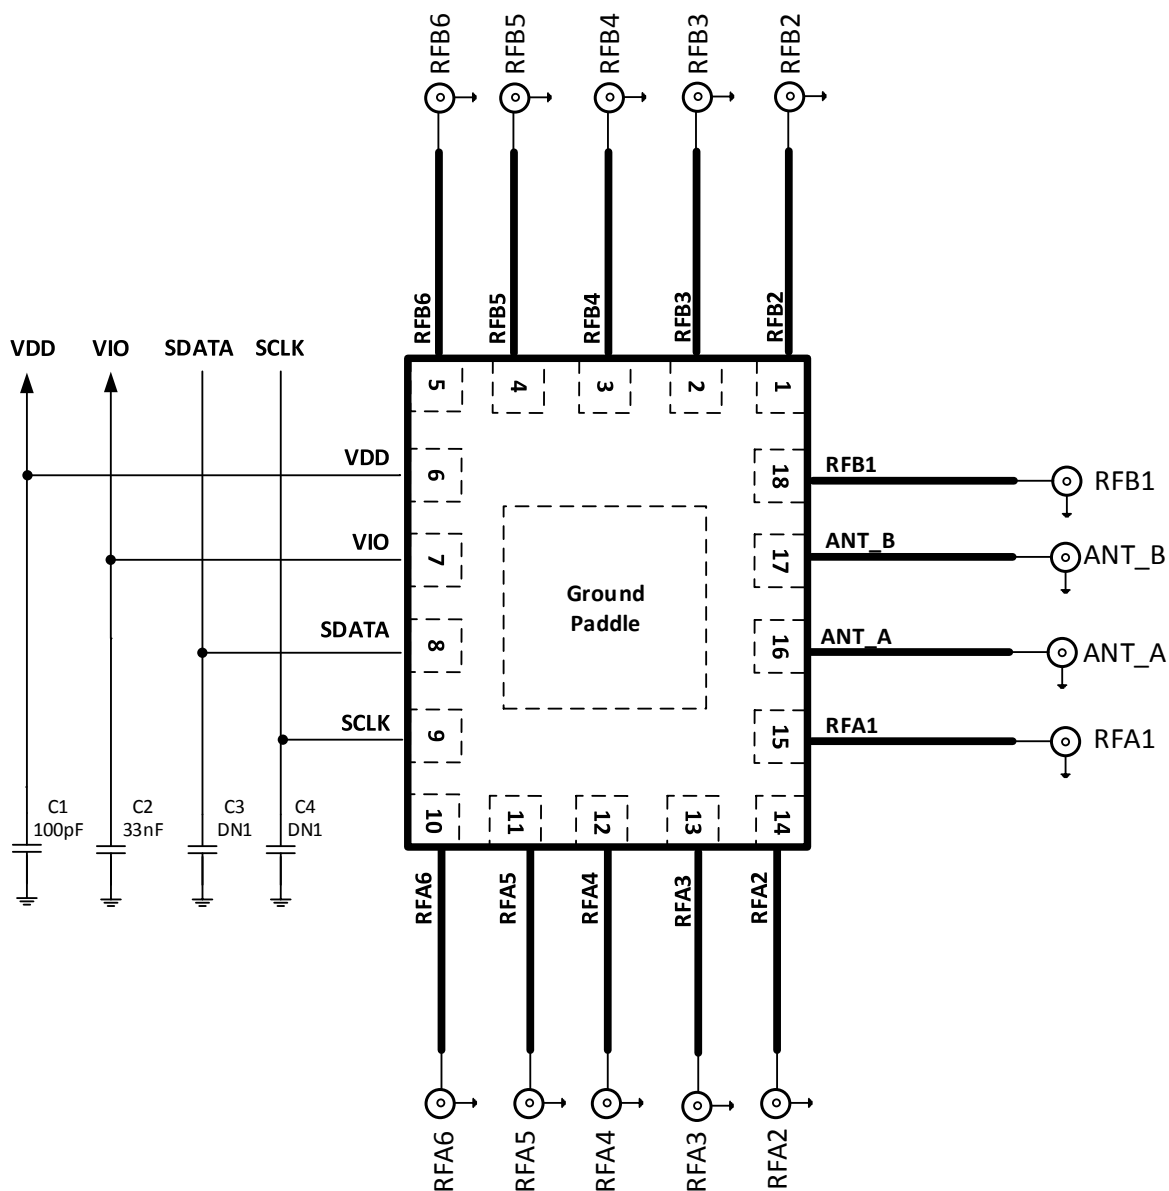 RFB6
RFB5
RFB4
RFB3
RFB2
RFB6
RFB5
RFB4
RFB3
RFB2
VDD
VIO
SDATA
SCLK
5
4
3
2
1
VDD
6
18
RFB1
RFB1
VIO
7
17
ANT_B
ANT_B
Ground
Paddle
SDATA
8
16
ANT_A
ANT_A
SCLK
9
15
RFA1
RFA1
C1
100pF
C2
33nF
C3
DN1
C4
DN1
10
11
12
13
14
RFA6
RFA5
RFA4
RFA3
RFA2
RFA6
RFA5
RFA4
RFA3
RFA2